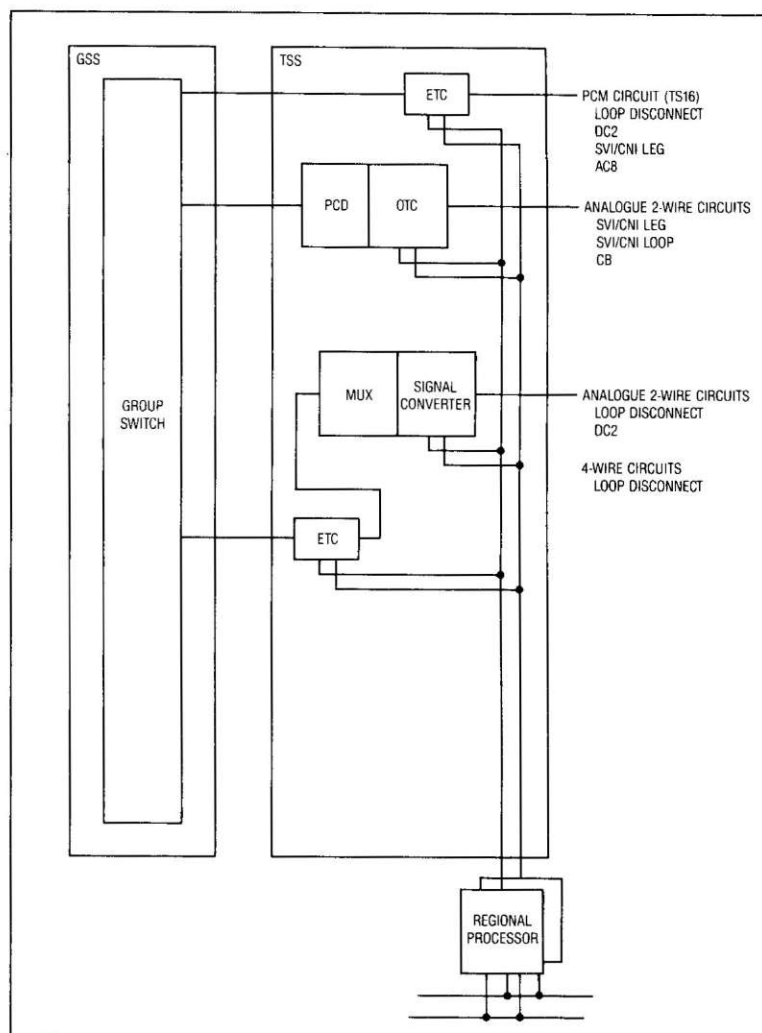 GSS
TSS
ETC
PCM CIRCUIT (TS16)
LOOP DISCONNECT
DC2
SVI/CNI LEG
AC8
PCD
OTC
ANALOGUE 2-WIRE CIRCUITS
SVI/CNI LEG
SVI/CNI LOOP
CB
MUX
SIGNAL
CONVERTER
ANALOGUE 2-WIRE CIRCUITS
LOOP DISCONNECT
DC2
GROUP
SWITCH
4-WIRE CIRCUITS
LOOP DISCONNECT
ETC
REGIONAL
PROCESSOR